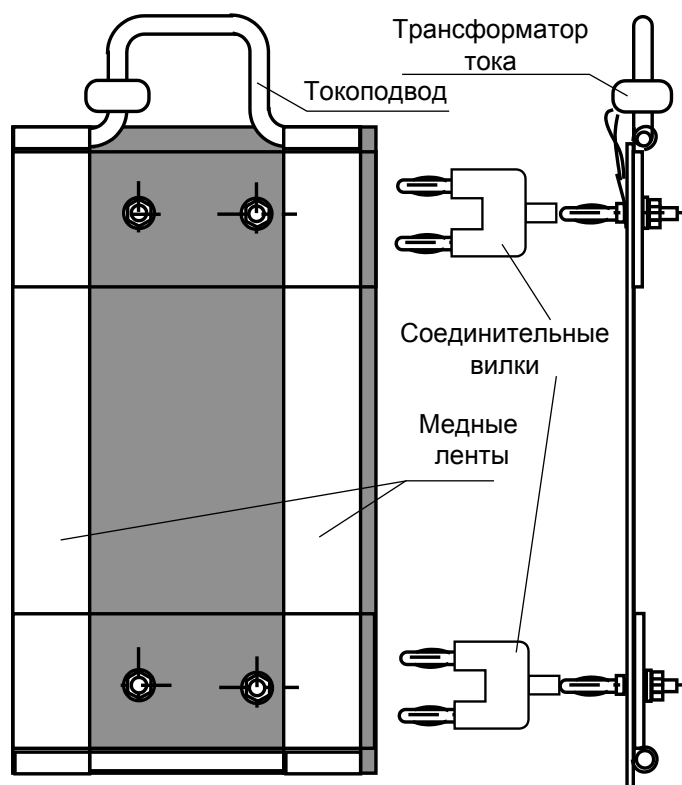 Трансформатор
тока
Токоподвод
Соединительные
вилки
Медные
ленты